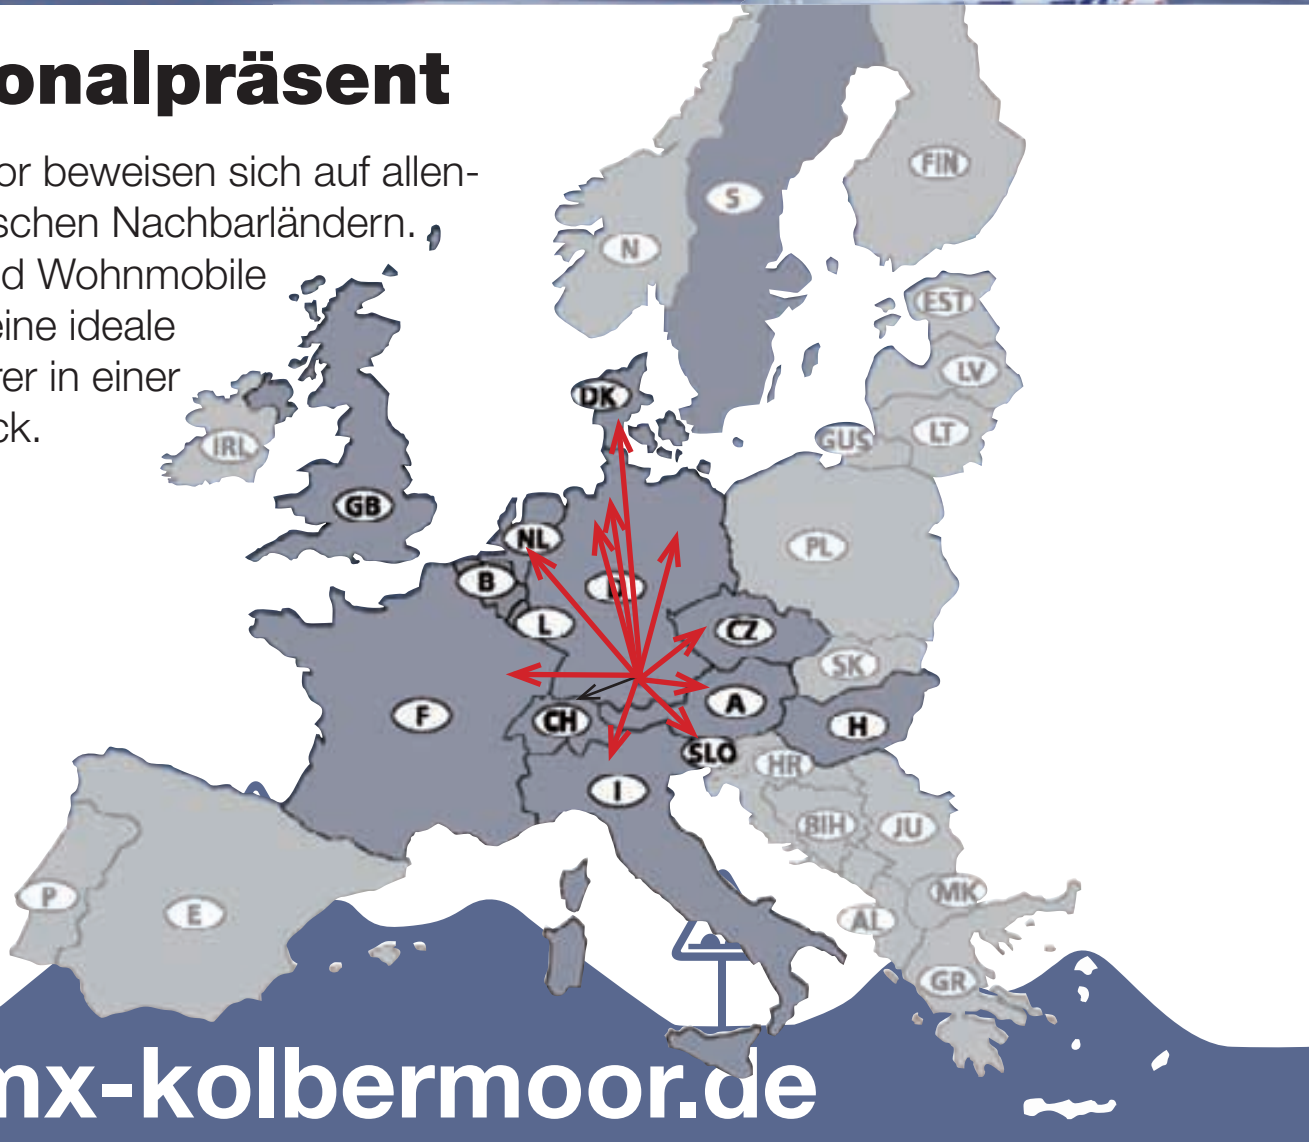 onalpräsent
or beweisen sich auf allen-
schen Nachbarländern.
d Wohnmobile
eine ideale
rer in einer
ck.
FIN
S
N
EST
LV
DK
LT
GUS
IRL
GB
NL
PL
B
D
L
CZ
SK
A
F
CH
H
SLO
HR
I
BIH
JU
MK
P
E
AL
GR
mx-kolbermoor.de